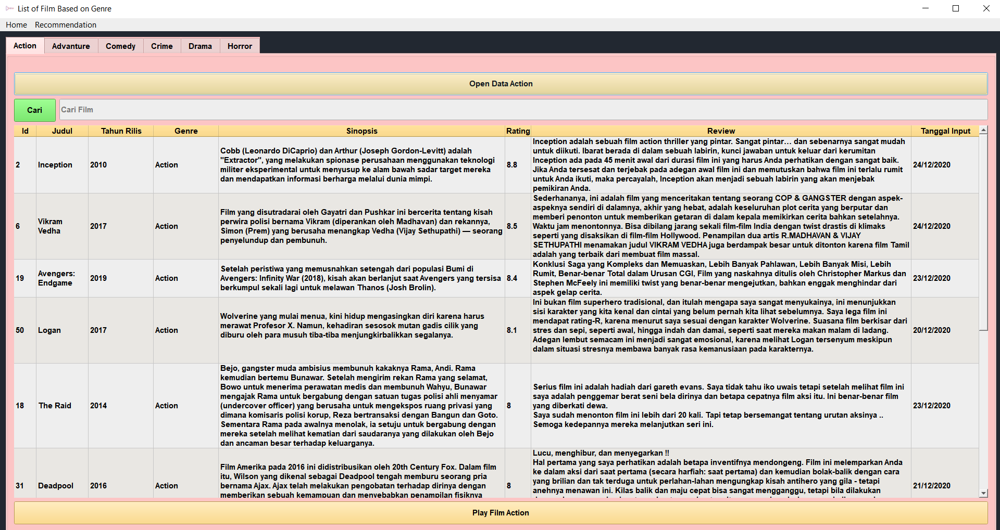 List of Film Based on Genre
Home Recommendation
Action Advanture Comedy Crime Drama Horror
Open Data Action
Cari Cari Film
Id Judul Tahun Rilis Genre Sinopsis Rating Review Tanggal Input
2
Inception
2010
Action
Cobb (Leonardo DiCaprio) dan Arthur (Joseph Gordon-Levitt) adalah
"Extractor", yang melakukan spionase perusahaan menggunakan teknologi
militer eksperimental untuk menyusup ke alam bawah sadar target mereka
dan mendapatkan informasi berharga melalui dunia mimpi.
8.8
Inception adalah sebuah film action thriller yang pintar. Sangat pintar… dan sebenarnya sangat mudah
untuk diikuti. Ibarat berada di dalam sebuah labirin, kunci jawaban untuk keluar dari kerumitan
Inception ada pada 45 menit awal dari durasi film ini yang harus Anda perhatikan dengan sangat baik.
Jika Anda tersesat dan terjebak pada adegan awal film ini dan memutuskan bahwa film ini terlalu rumit
untuk Anda ikuti, maka percayalah, Inception akan menjadi sebuah labirin yang akan menjebak
pemikiran Anda.
24/12/2020
6
Vikram
Vedha
2017
Action
Film yang disutradarai oleh Gayatri dan Pushkar ini bercerita tentang kisah
perwira polisi bernama Vikram (diperankan oleh Madhavan) dan rekannya,
Simon (Prem) yang berusaha menangkap Vedha (Vijay Sethupathi) — seorang
penyelundup dan pembunuh.
8.5
Sederhananya, ini adalah film yang menceritakan tentang seorang COP & GANGSTER dengan aspek-
aspeknya sendiri di dalamnya, akhir yang hebat, adalah keseluruhan plot cerita yang berputar dan
memberi penonton untuk memberikan getaran di dalam kepala memikirkan cerita bahkan setelahnya.
Waktu jam menontonnya. Bisa dibilang jarang sekali film-film India dengan twist drastis di klimaks
seperti yang disaksikan di film-film Hollywood. Penampilan dua artis R.MADHAVAN & VIJAY
SETHUPATHI menamakan judul VIKRAM VEDHA juga berdampak besar untuk ditonton karena film Tamil
adalah yang terbaik dari membuat film massal.
24/12/2020
19
Avengers:
Endgame
2019
Action
Setelah peristiwa yang memusnahkan setengah dari populasi Bumi di
Avengers: Infinity War (2018), kisah akan berlanjut saat Avengers yang tersisa
berkumpul sekali lagi untuk melawan Thanos (Josh Brolin).
8.4
Konklusi Saga yang Kompleks dan Memuaskan, Lebih Banyak Pahlawan, Lebih Banyak Misi, Lebih
Rumit, Benar-benar Total dalam Urusan CGI, Film yang naskahnya ditulis oleh Christopher Markus dan
Stephen McFeely ini memiliki twist yang benar-benar mengejutkan, bahkan enggak menghindar dari
aspek gelap cerita.
23/12/2020
50
Logan
2017
Action
Wolverine yang mulai menua, kini hidup mengasingkan diri karena harus
merawat Profesor X. Namun, kehadiran sesosok mutan gadis cilik yang
diburu oleh para musuh tiba-tiba menjungkirbalikkan segalanya.
8.1
Ini bukan film superhero tradisional, dan itulah mengapa saya sangat menyukainya, ini menunjukkan
sisi karakter yang kita kenal dan cintai yang belum pernah kita lihat sebelumnya. Saya lega film ini
mendapat rating-R, karena menurut saya sesuai dengan karakter Wolverine. Suasana film berkisar dari
stres dan sepi, seperti awal, hingga indah dan damai, seperti saat mereka makan malam di ladang.
Adegan lembut semacam ini menjadi sangat emosional, karena melihat Logan tersenyum meskipun
dalam situasi stresnya membawa banyak rasa kemanusiaan pada karakternya.
20/12/2020
18
The Raid
2014
Action
Bejo, gangster muda ambisius membunuh kakaknya Rama, Andi. Rama
kemudian bertemu Bunawar. Setelah mengirim rekan Rama yang selamat,
Bowo untuk menerima perawatan medis dan membunuh Wahyu, Bunawar
mengajak Rama untuk bergabung dengan satuan tugas polisi ahli menyamar
(undercover officer) yang berusaha untuk mengekspos ruang privasi yang
dimana komisaris polisi korup, Reza bertransaksi dengan Bangun dan Goto.
Sementara Rama pada awalnya menolak, ia setuju untuk bergabung dengan
mereka setelah melihat kematian dari saudaranya yang dilakukan oleh Bejo
dan ancaman besar terhadap keluarganya.
8
Serius film ini adalah hadiah dari gareth evans. Saya tidak tahu iko uwais tetapi setelah melihat film ini
saya adalah penggemar berat seni bela dirinya dan betapa cepatnya film aksi itu. Ini benar-benar film
yang diberkati dewa.
Saya sudah menonton film ini lebih dari 20 kali. Tapi tetap bersemangat tentang urutan aksinya ..
Semoga kedepannya mereka melanjutkan seri ini.
23/12/2020
31
Deadpool
2016
Action
Film Amerika pada 2016 ini didistribusikan oleh 20th Century Fox. Dalam film
itu, Wilson yang dikenal sebagai Deadpool tengah memburu seorang pria
bernama Ajax. Ajax telah melakukan pengobatan terhadap dirinya dengan
memberikan sebuah kemampuan dan menyebabkan penampilan fisiknya
8
Lucu, menghibur, dan menyegarkan !!
Hal pertama yang saya perhatikan adalah betapa inventifnya mendongeng. Film ini melemparkan Anda
ke dalam aksi dari saat pertama (secara harfiah: saat pertama) dan kemudian bolak-balik dengan cara
yang brilian dan tak terduga untuk perlahan-lahan mengungkap kisah antihero yang gila - tetapi
anehnya menawan ini. Kilas balik dan maju cepat bisa sangat mengganggu, tetapi bila dilakukan
21/12/2020
Play Film Action